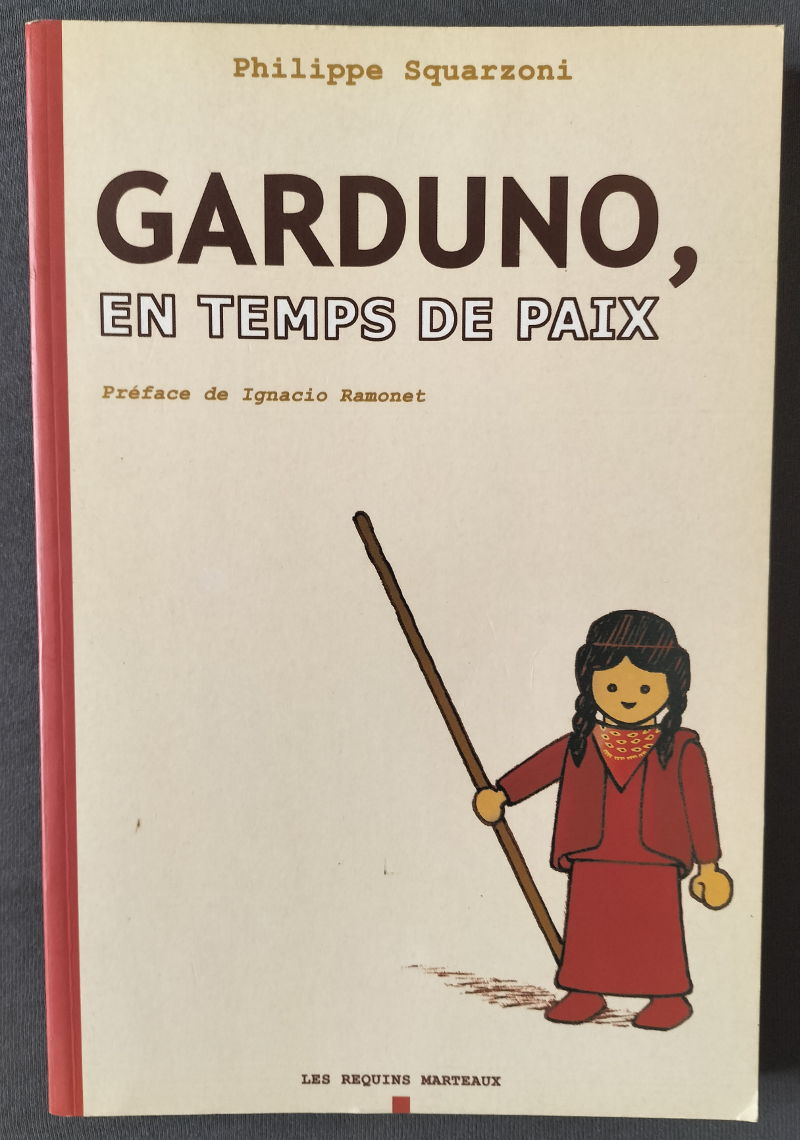 Philippe Squarzoni
GARDUNO,
EN TEMPS DE PAIX
Préface de Ignacio Ramonet
LES REQUINS MARTEAUX